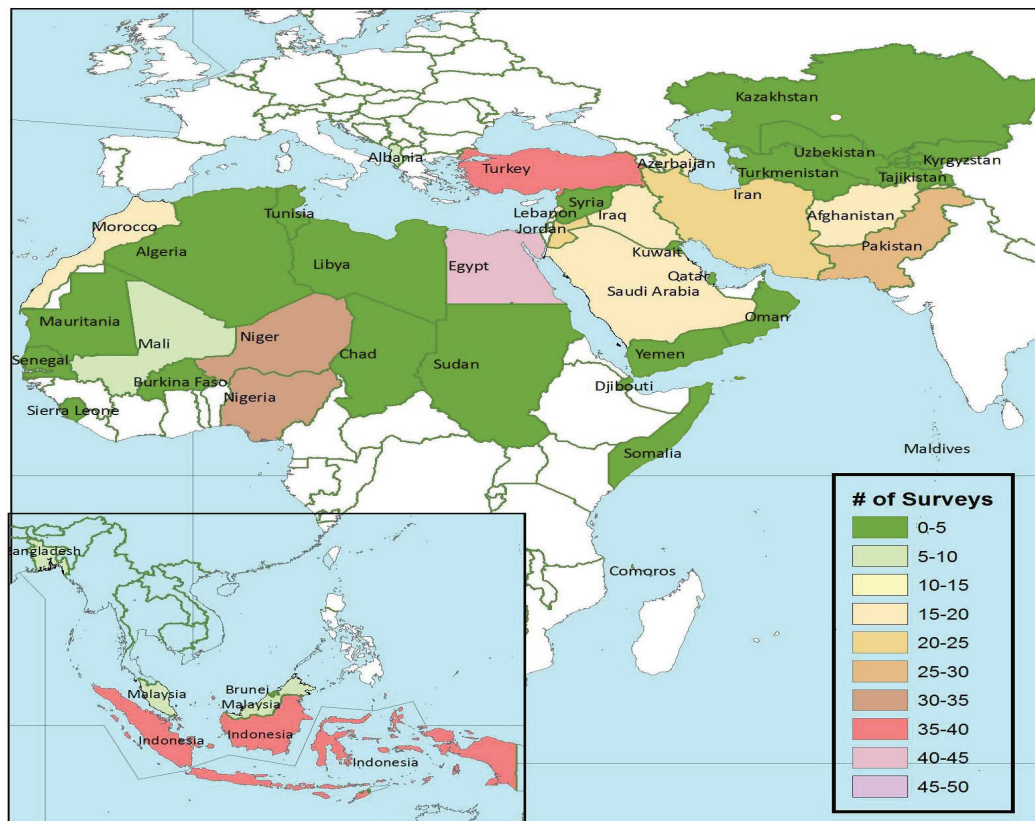 Kazakhstan
Uzbekistan
Kyrgyzstan
Turkmenistan
Tajikistan
Albania
Turkey
Azerbaijan
Iran
Syria
Lebanon
Iraq
Jordan
Afghanistan
Pakistan
Tunisia
Morocco
Algeria
Libya
Egypt
Kuwait
Qatar
Saudi Arabia
Oman
Yemen
Mauritania
Mali
Niger
Chad
Sudan
Senegal
Burkina Faso
Nigeria
Djibouti
Sierra Leone
Somalia
Maldives
Comoros
# of Surveys
0-5
5-10
10-15
15-20
20-25
25-30
30-35
35-40
40-45
45-50
angladesh
Malaysia
Brunei
Malaysia
Indonesia
Indonesia
Indonesia